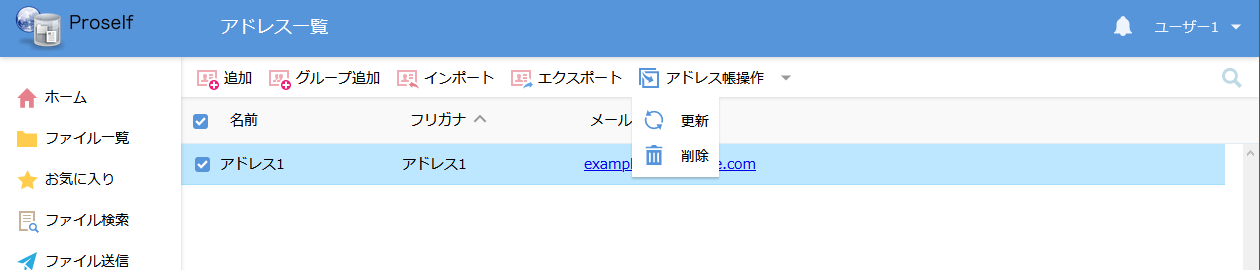 Proself
アドレス一覧
ユーザー1
追加 グループ追加 インポート エクスポート アドレス帳操作
ホーム
ファイル一覧
お気に入り
ファイル検索
ファイル送信
名前 フリガナ メール
更新
削除
アドレス1 アドレス1 exampl e.com